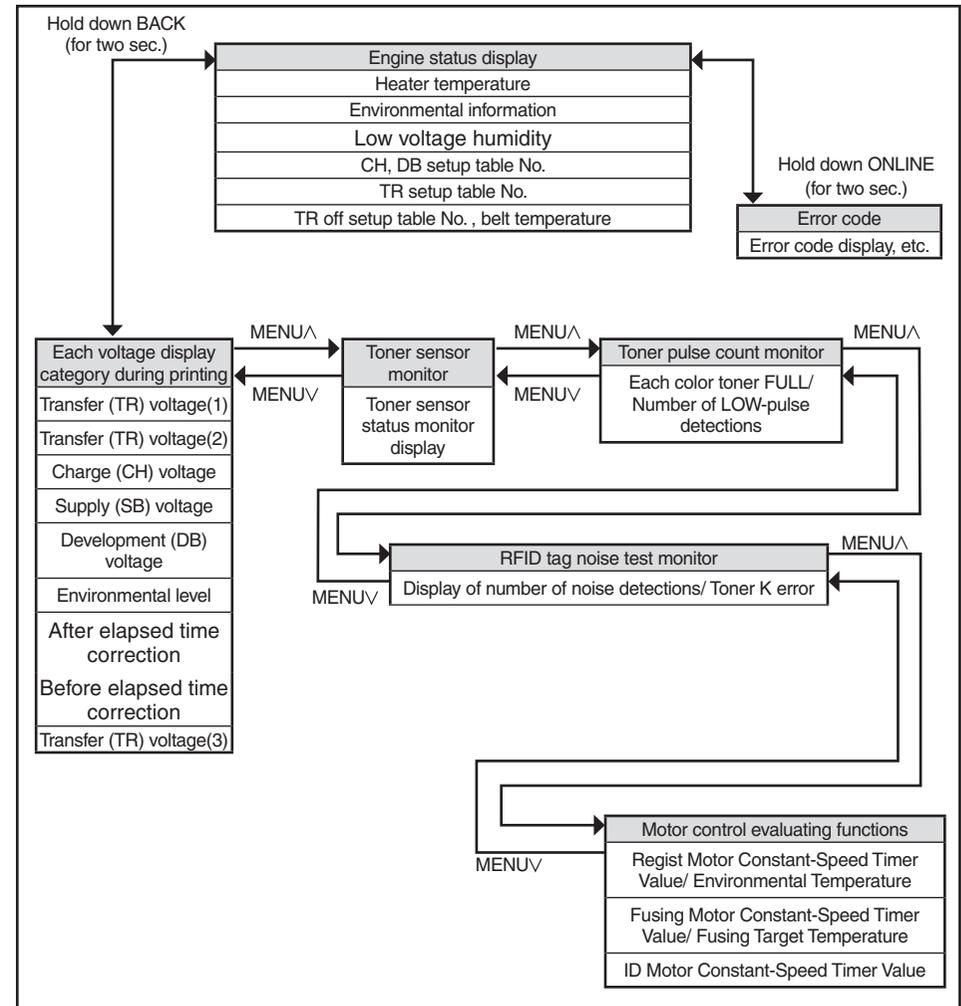 Hold down BACK
(for two sec.)
Engine status display
Heater temperature
Environmental information
Low voltage humidity
CH, DB setup table No.
TR setup table No.
TR off setup table No. , belt temperature
Hold down ONLINE
(for two sec.)
Error code
Error code display, etc.
Each voltage display
category during printing
Transfer (TR) voltage(1)
Transfer (TR) voltage(2)
Charge (CH) voltage
Supply (SB) voltage
Development (DB)
voltage
Environmental level
After elapsed time
correction
Before elapsed time
correction
Transfer (TR) voltage(3)
MENU∧
MENU∨
Toner sensor
monitor
Toner sensor
status monitor
display
MENU∧
MENU∨
Toner pulse count monitor
Each color toner FULL/
Number of LOW-pulse
detections
MENU∧
MENU∨
RFID tag noise test monitor
Display of number of noise detections/ Toner K error
MENU∧
MENU∨
Motor control evaluating functions
Regist Motor Constant-Speed Timer
Value/ Environmental Temperature
Fusing Motor Constant-Speed Timer
Value/ Fusing Target Temperature
ID Motor Constant-Speed Timer Value